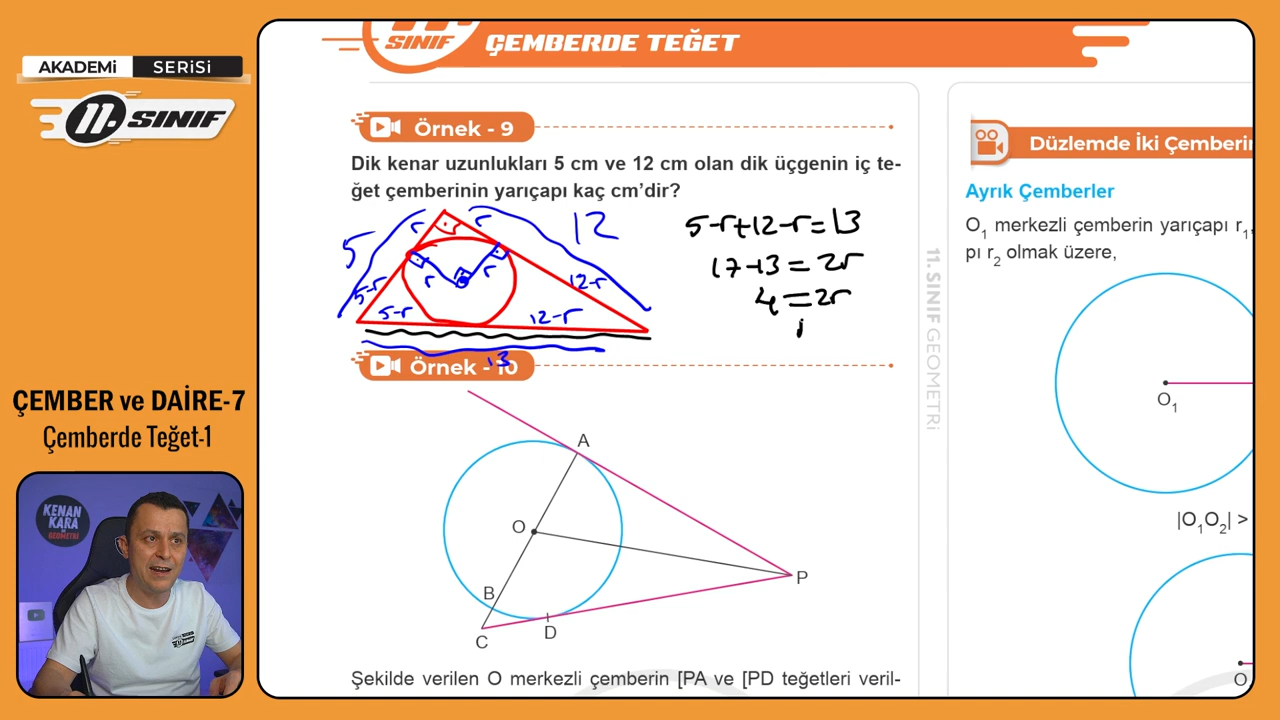 AKADEMİ SERİSİ
11. SINIF
ÇEMBER ve DAİRE-7
Çemberde Teğet-1
KENAN
KARA
GEOMETRİ
SINIF
ÇEMBERDE TEĞET
Örnek - 9
Dik kenar uzunlukları 5 cm ve 12 cm olan dik üçgenin iç te-
ğet çemberinin yarıçapı kaç cm'dir?
5
r
r
12
r
r
5-r
12-r
5-r
12-r
13
5-r+12-r=13
17-13=2r
4=2r
Örnek - 10
A
O
B
C
D
P
Şekilde verilen O merkezli çemberin [PA ve [PD teğetleri veril-
11. SINIF GEOMETRİ
Düzlemde İki Çemberin
Ayrık Çemberler
O₁ merkezli çemberin yarıçapı r₁,
pı r₂ olmak üzere,
O₁
|O₁O₂| >
O